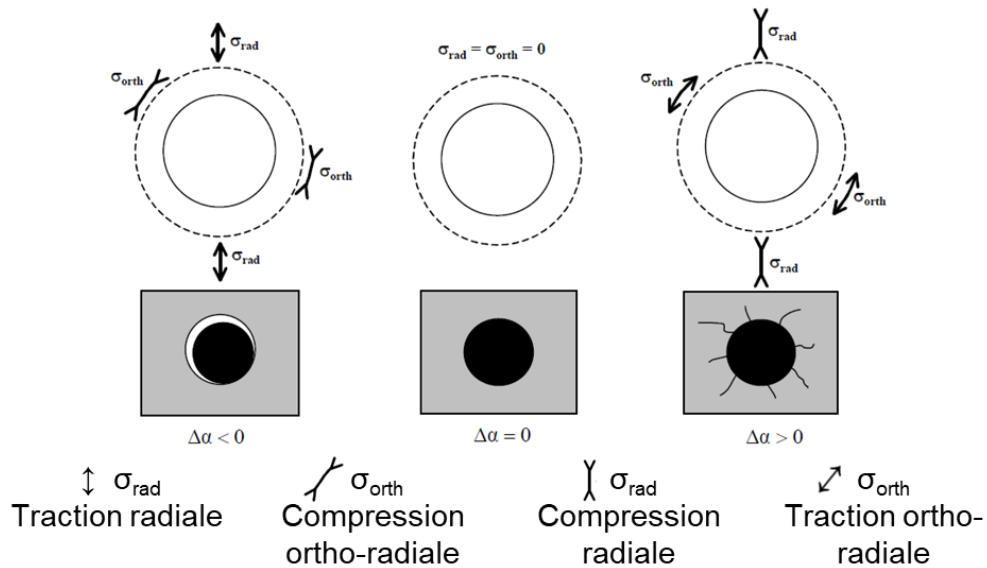 σrad
σorth
σorth
σrad
σrad = σorth = 0
σrad
σorth
σorth
σrad
Δα < 0
Δα = 0
Δα > 0
σrad
Traction radiale
σorth
Compression
ortho-radiale
σrad
Compression
radiale
σorth
Traction ortho-
radiale